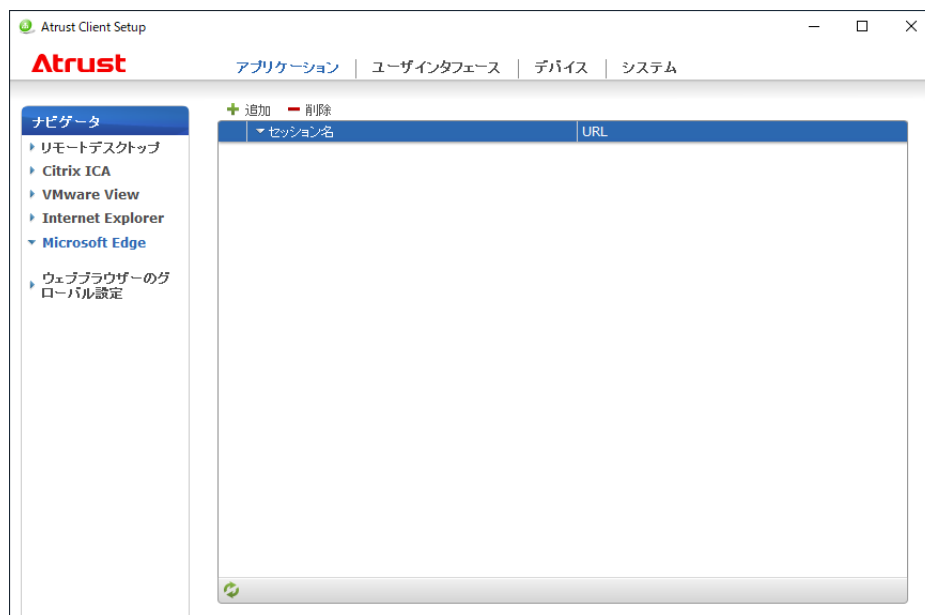 Atrust Client Setup
Atrust
アプリケーション | ユーザインタフェース | デバイス | システム
追加 削除
ナビゲータ
セッション名 URL
リモートデスクトップ
Citrix ICA
VMware View
Internet Explorer
Microsoft Edge
ウェブブラウザーのグ
ローバル設定